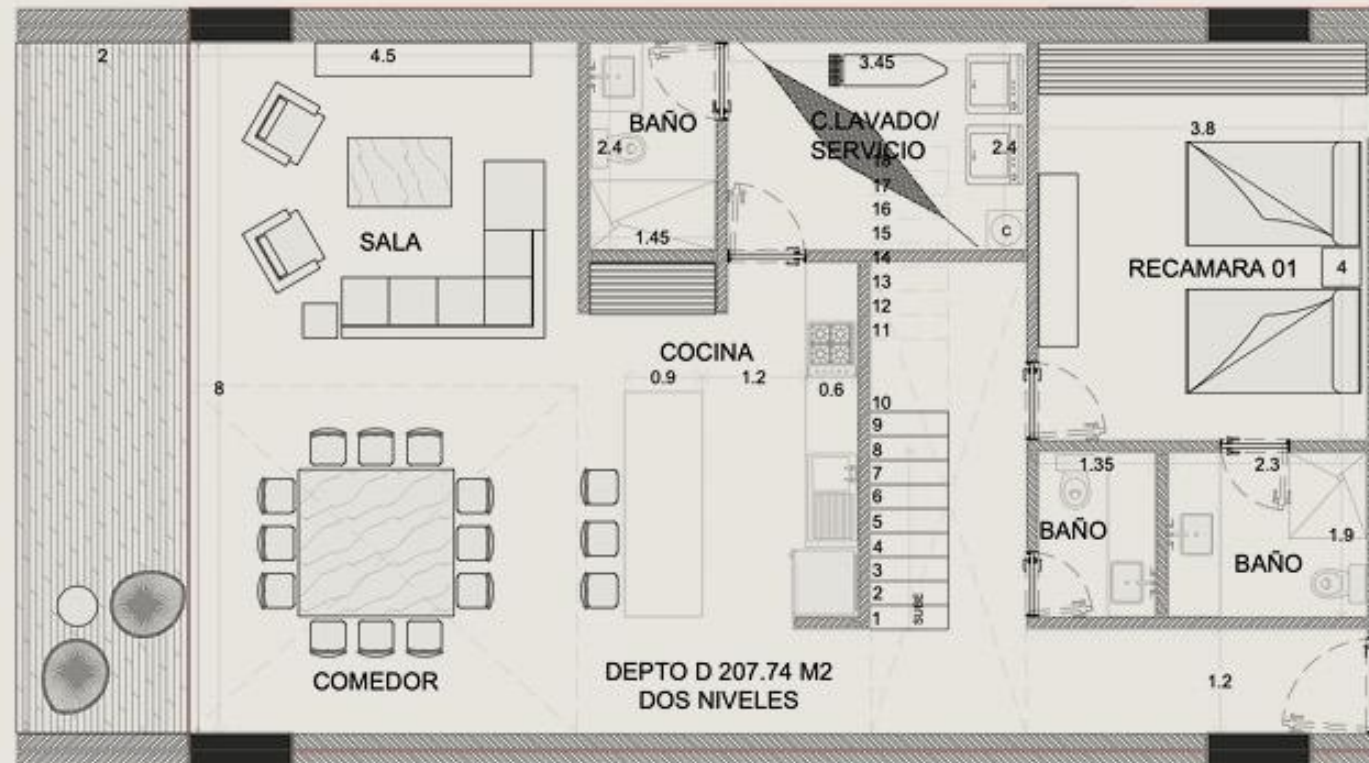 2
4.5
3.45
BAÑO
C.LAVADO/
SERVICIO
3.8
2.4
2.4
18
17
16
15
14
13
12
11
1.45
C
SALA
RECAMARA 01
4
COCINA
0.9
1.2
0.6
8
10
9
8
7
6
5
4
3
2
1
SUBE
1.35
2.3
BAÑO
1.9
BAÑO
COMEDOR
DEPTO D 207.74 M2
DOS NIVELES
1.2